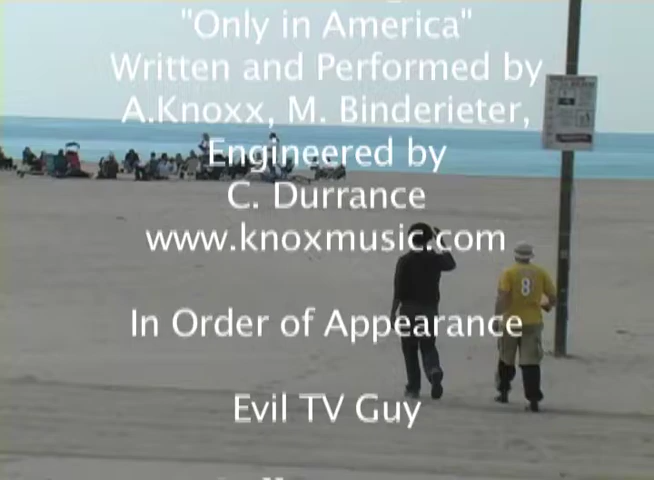 "Only in America"
Written and Performed by
A.Knoxx, M. Binderieter,
Engineered by
C. Durrance
www.knoxmusic.com
In Order of Appearance
Evil TV Guy
8